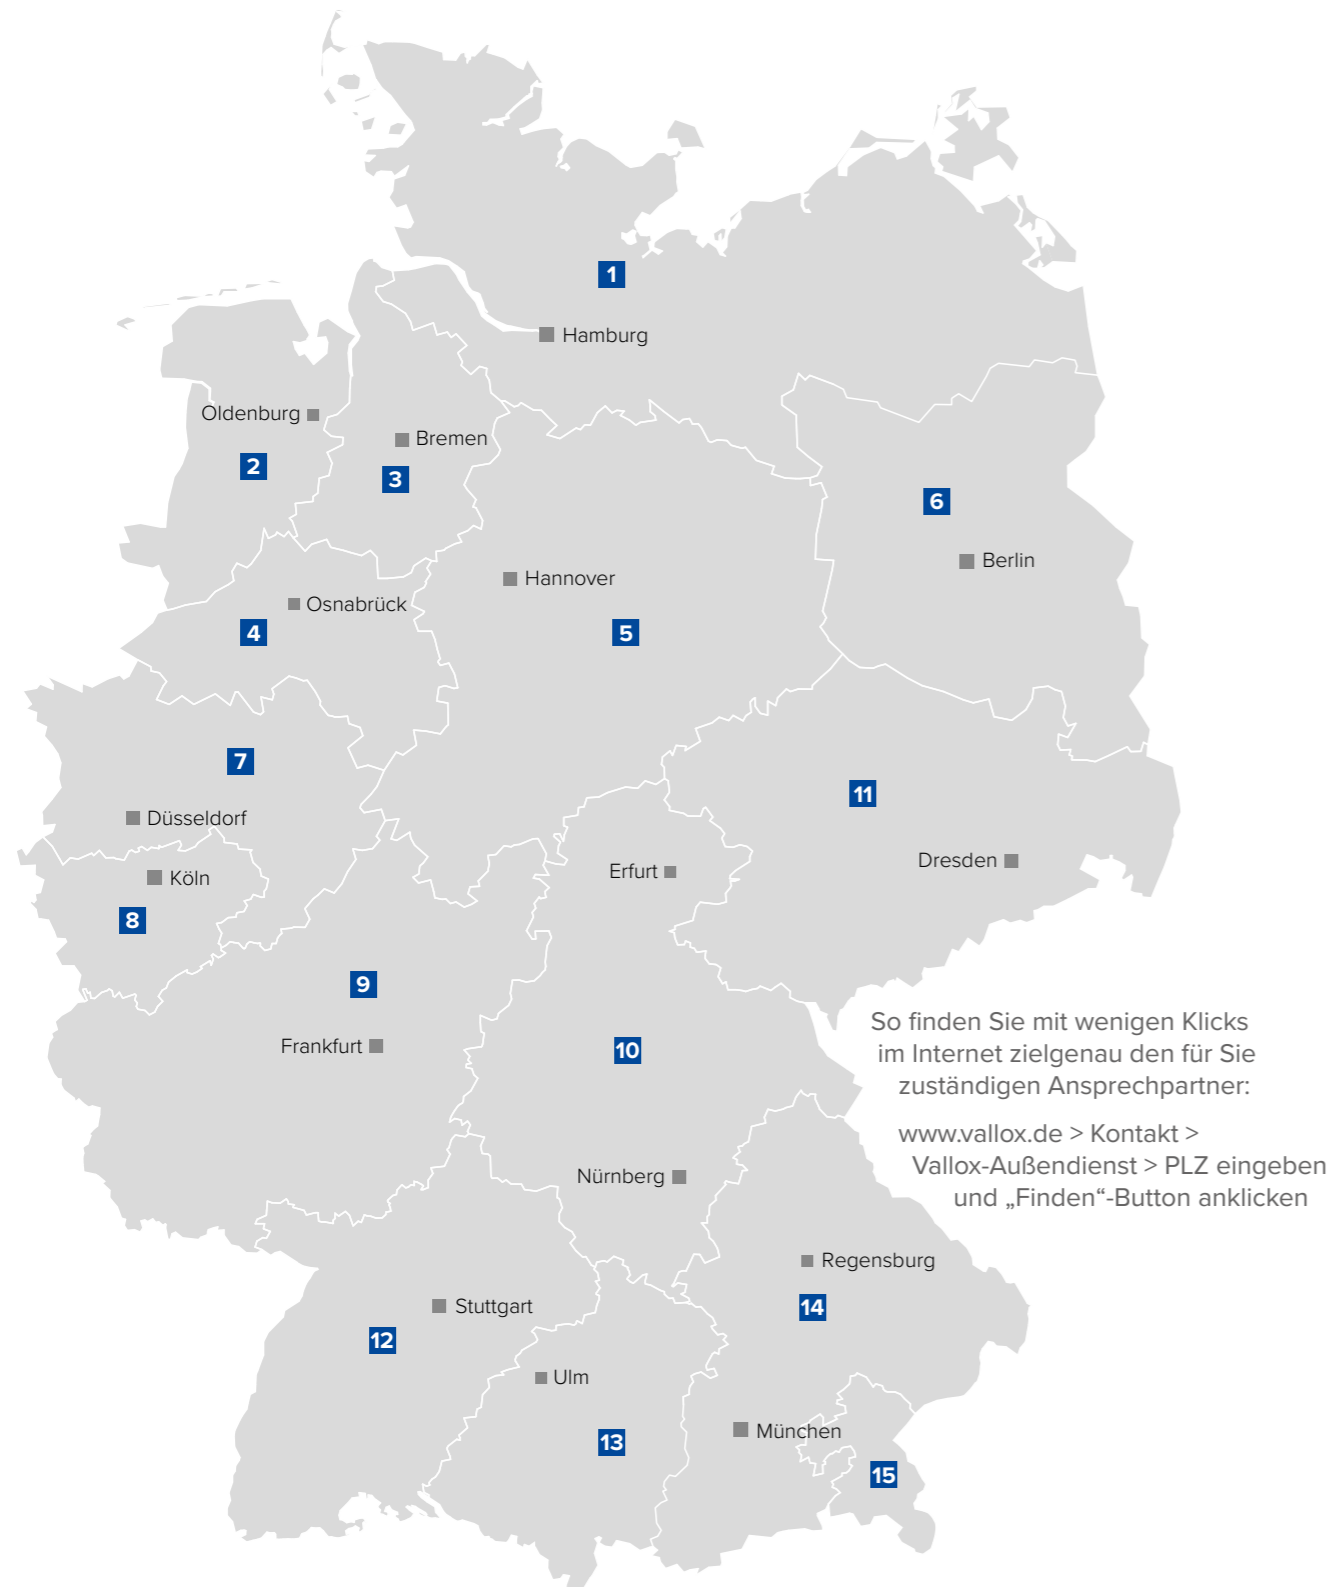 1
Hamburg
Oldenburg
Bremen
2
3
6
Berlin
Hannover
Osnabrück
4
5
7
11
Düsseldorf
Dresden
Erfurt
Köln
8
9
So finden Sie mit wenigen Klicks
im Internet zielgenau den für Sie
zuständigen Ansprechpartner:
Frankfurt
10
www.vallox.de > Kontakt >
Vallox-Außendienst > PLZ eingeben
und „Finden“-Button anklicken
Nürnberg
Regensburg
Stuttgart
14
12
Ulm
München
13
15